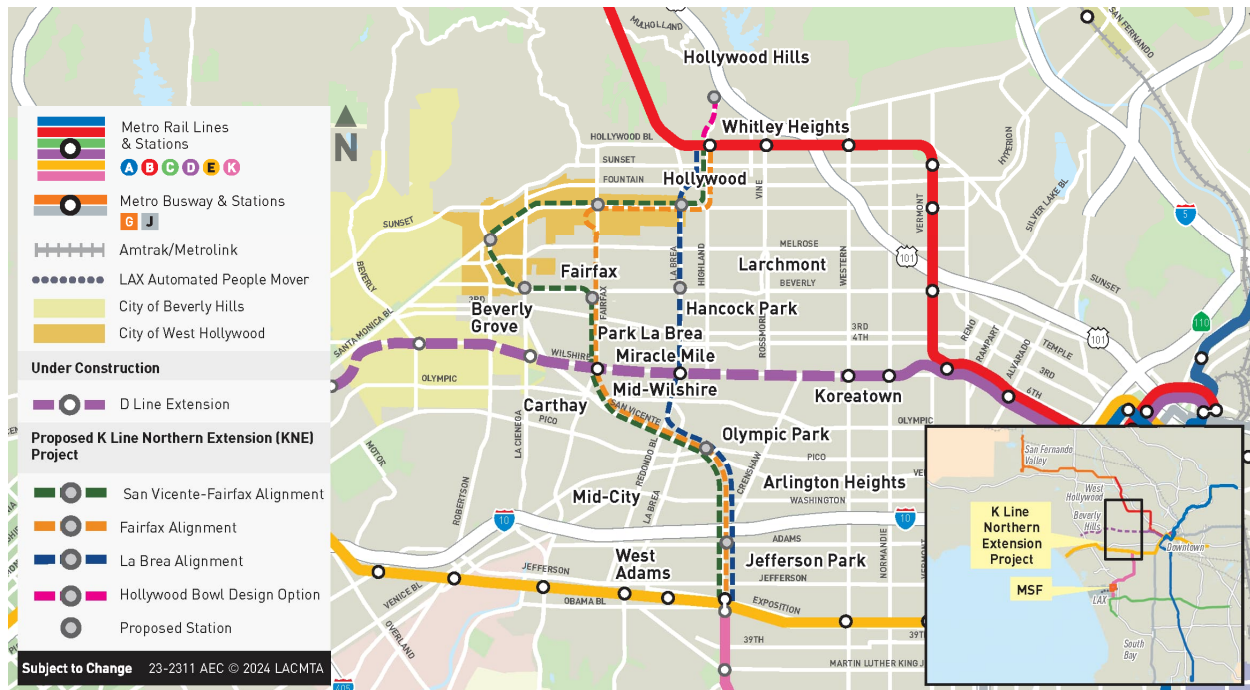 Metro Rail Lines
& Stations
A B C D E K
Metro Busway & Stations
G J
Amtrak/Metrolink
LAX Automated People Mover
City of Beverly Hills
City of West Hollywood
Under Construction
D Line Extension
Proposed K Line Northern Extension (KNE)
Project
San Vicente-Fairfax Alignment
Fairfax Alignment
La Brea Alignment
Hollywood Bowl Design Option
Proposed Station
Subject to Change 23-2311 AEC © 2024 LACMTA
N
MULHOLLAND
SAN FERNANDO
Hollywood Hills
HOLLYWOOD BL
Whitley Heights
SUNSET
FOUNTAIN
Hollywood
VINE
HYPERION
SILVER LAKE BL
VERMONT
5
SUNSET
BEVERLY
MELROSE
LA BREA
HIGHLAND
WESTERN
101
Fairfax
Larchmont
BEVERLY
SUNSET
3RD
FAIRFAX
Beverly
Grove
Hancock Park
SANTA MONICA BL
Park La Brea
ROSSMORE
3RD
4TH
RENO
RAMPART
ALVARADO
TEMPLE
3RD
6TH
101
110
WILSHIRE
Miracle Mile
OLYMPIC
Mid-Wilshire
Koreatown
Carthay
SAN VICENTE
PICO
OLYMPIC
LA CIENEGA
Olympic Park
MOTOR
REDONDO BL
CRENSHAW
PICO
ROBERTSON
Mid-City
LA BREA
Arlington Heights
WASHINGTON
10
10
ADAMS
West
Adams
Jefferson Park
JEFFERSON
JEFFERSON
NORMANDIE
VERMONT
VENICE BL
OBAMA BL
EXPOSITION
OVERLAND
39TH
39TH
MARTIN LUTHER KING J
405
San Fernando
Valley
West
Hollywood
Beverly
Hills
K Line
Northern
Extension
Project
Downtown
MSF
LAX
South
Bay